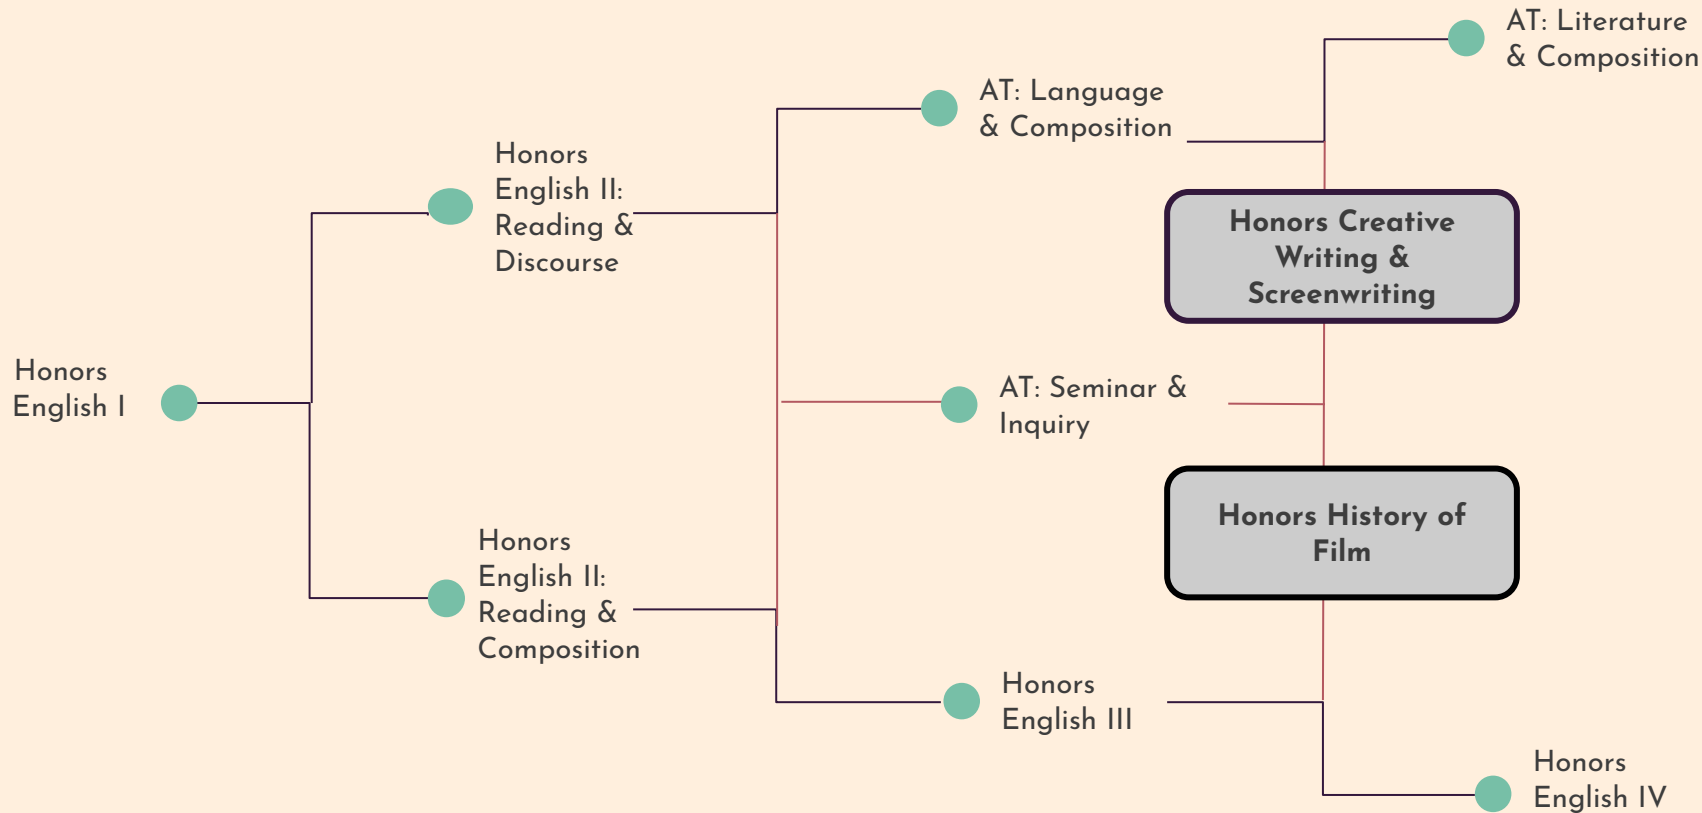 Honors
English I
Honors
English II:
Reading &
Discourse
Honors
English II:
Reading &
Composition
AT: Language
& Composition
AT: Seminar &
Inquiry
Honors
English III
AT: Literature
& Composition
Honors Creative
Writing &
Screenwriting
Honors History of
Film
Honors
English IV